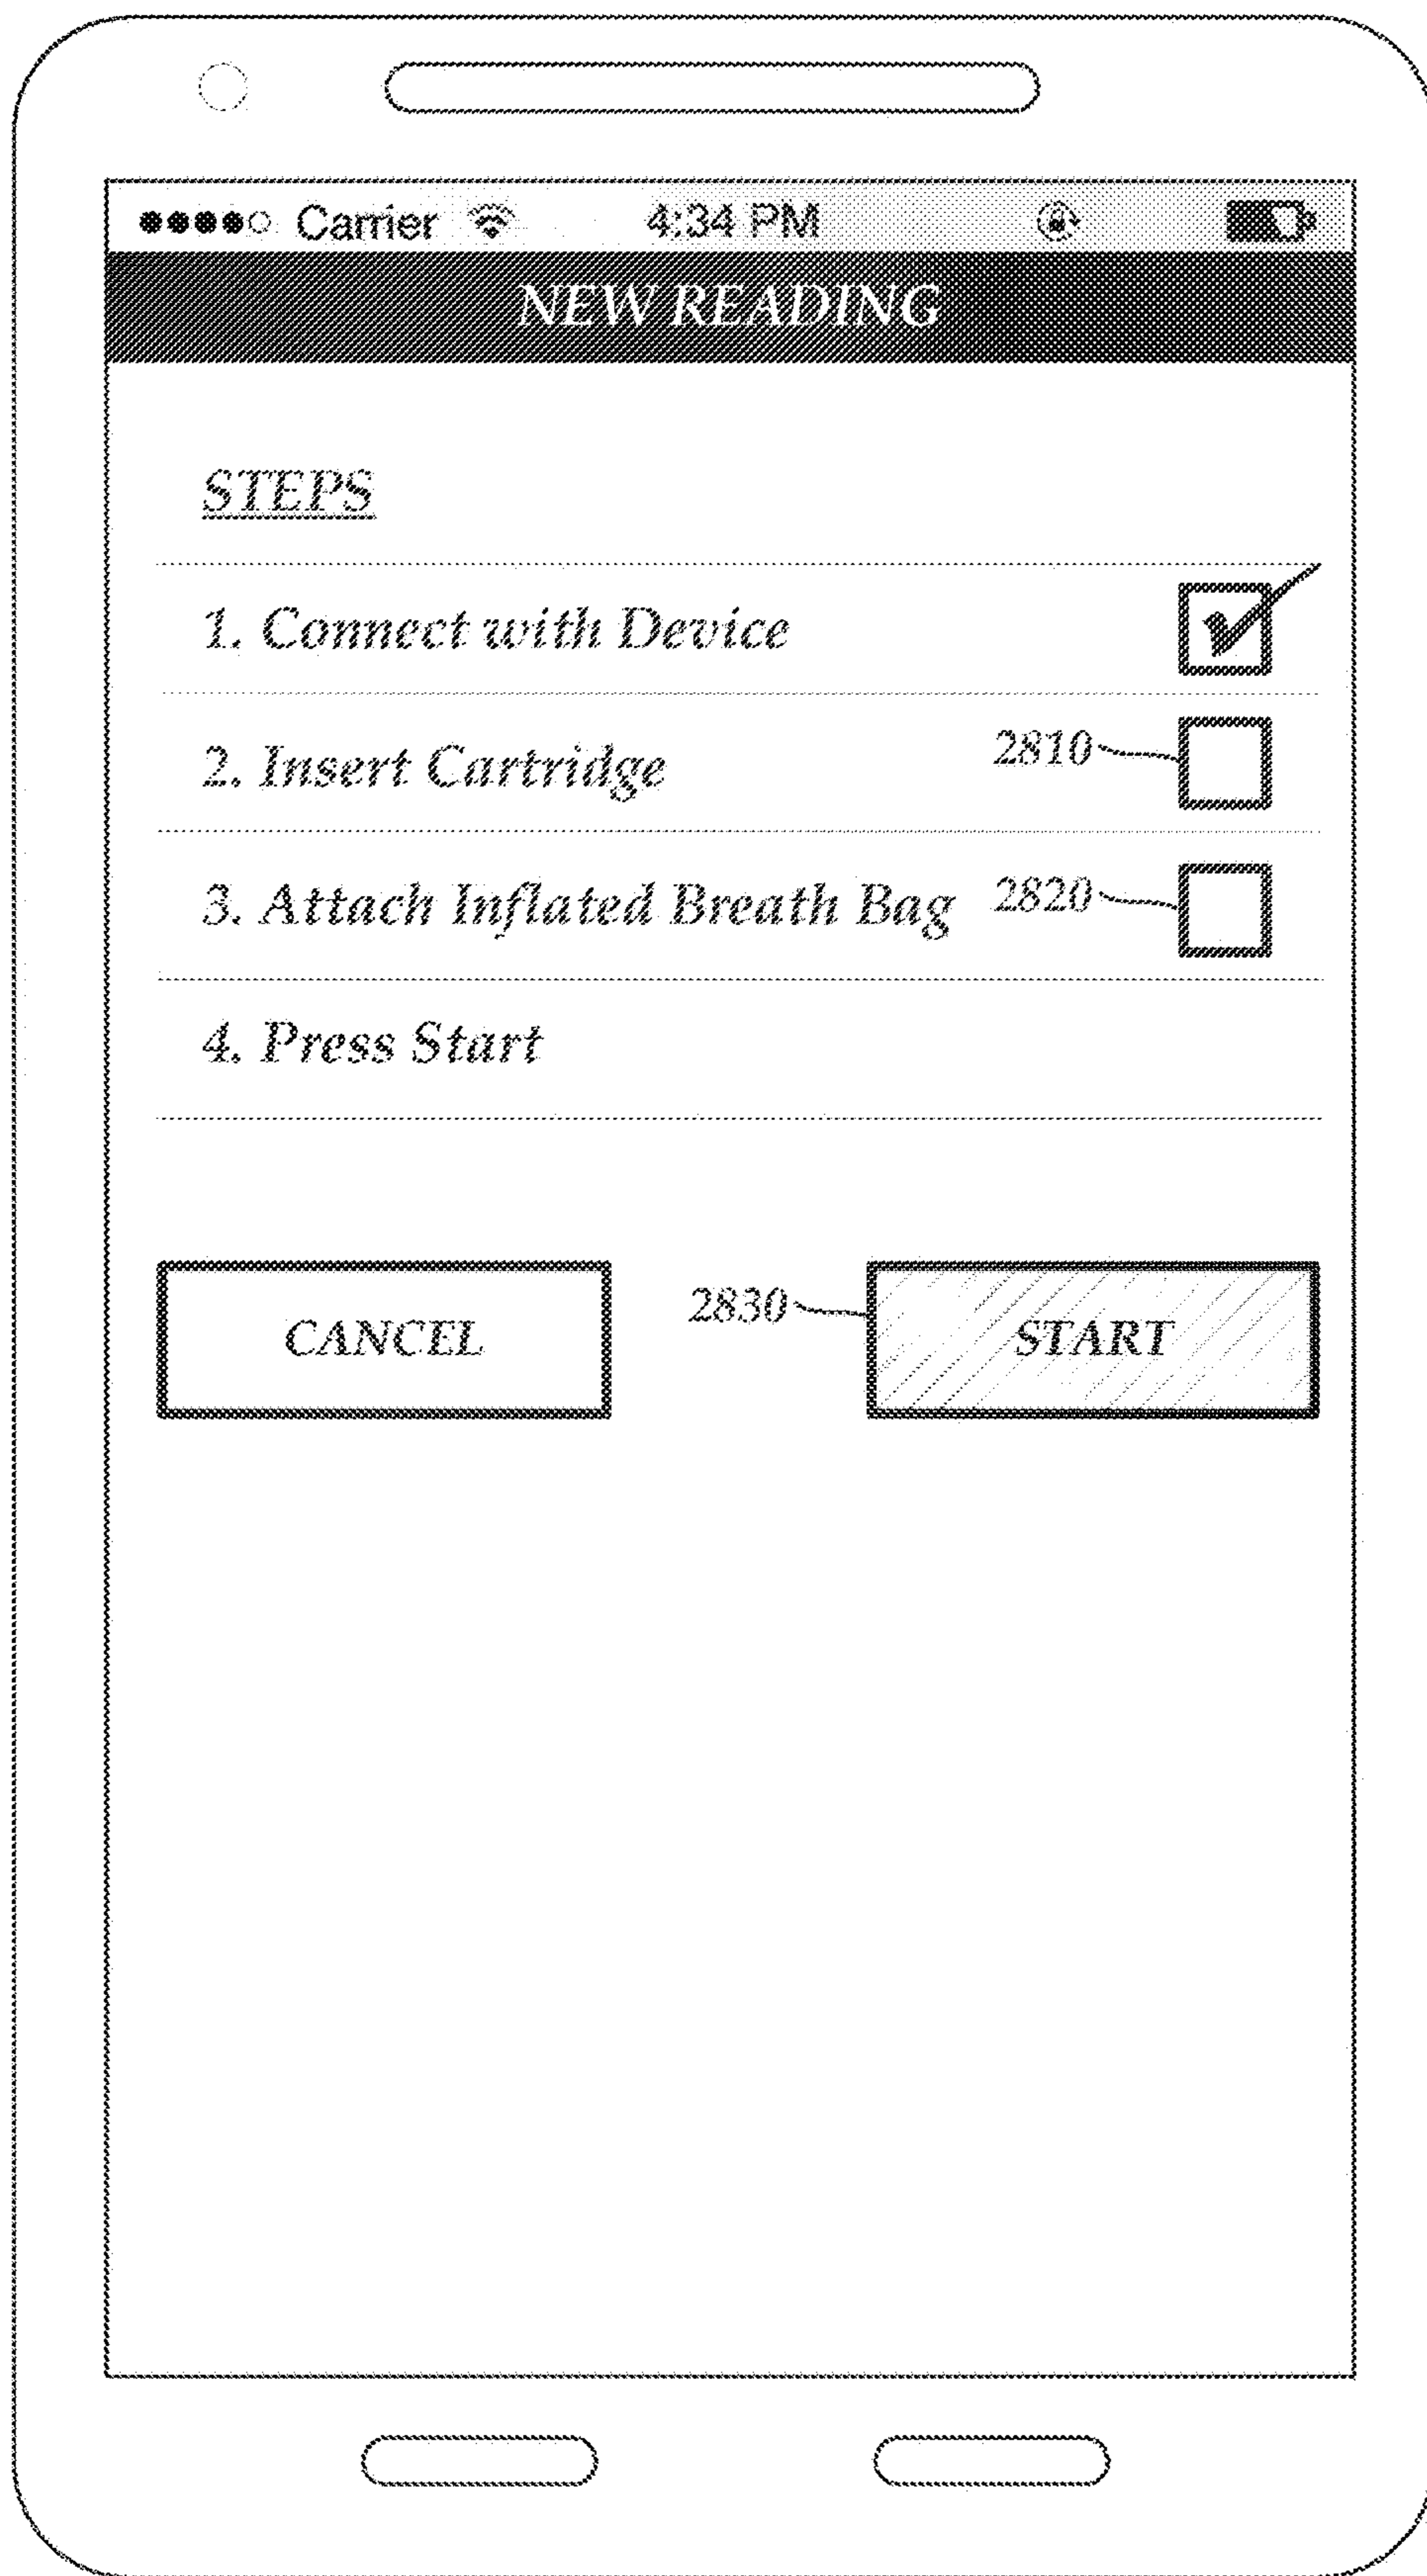 Carrier 4:34 PM
NEW READING
STEPS
1. Connect with Device
2. Insert Cartridge 2810
3. Attach Inflated Breath Bag 2820
4. Press Start
CANCEL 2830 START